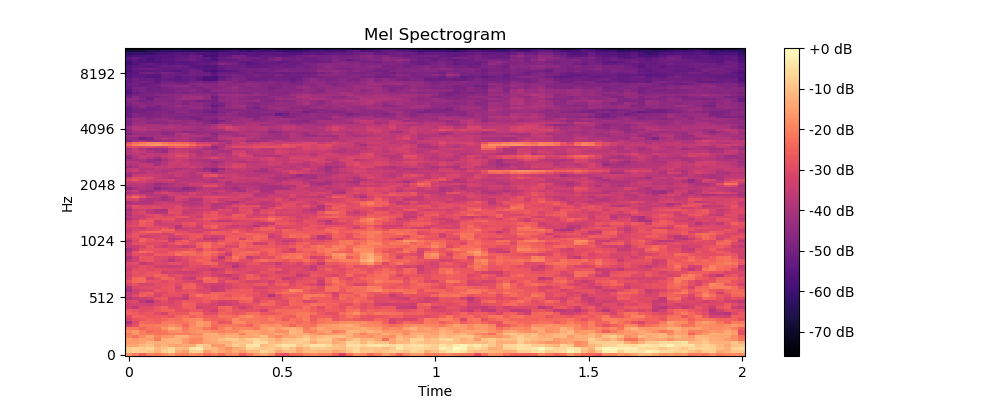 Mel Spectrogram
Hz
8192
4096
2048
1024
512
0
0
0.5
1
1.5
2
Time
+0 dB
-10 dB
-20 dB
-30 dB
-40 dB
-50 dB
-60 dB
-70 dB